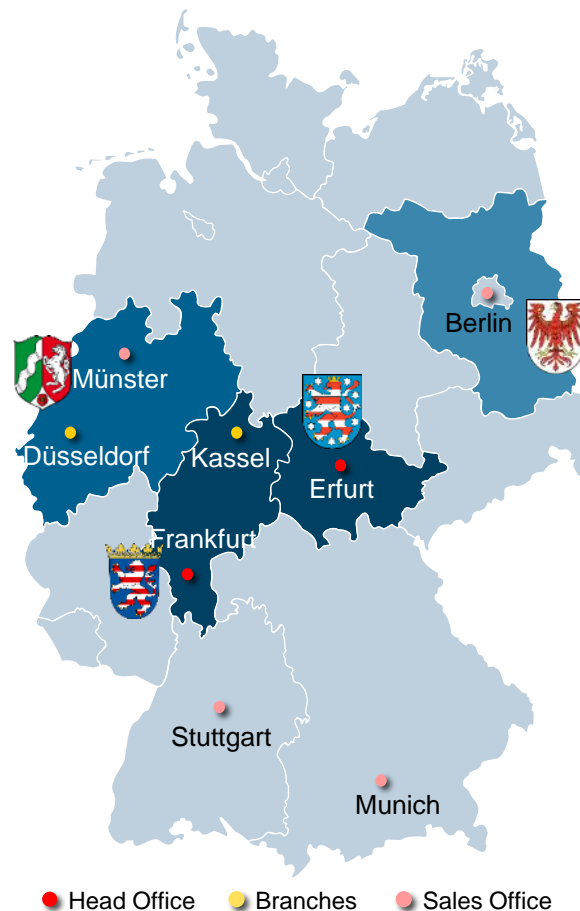 Berlin
Münster
Düsseldorf
Kassel
Erfurt
Frankfurt
Stuttgart
Munich
Head Office Branches Sales Office